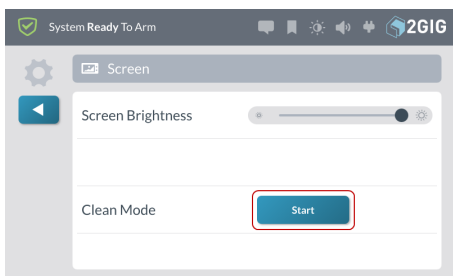 System Ready To Arm
2GIG
Screen
Screen Brightness
Clean Mode
Start